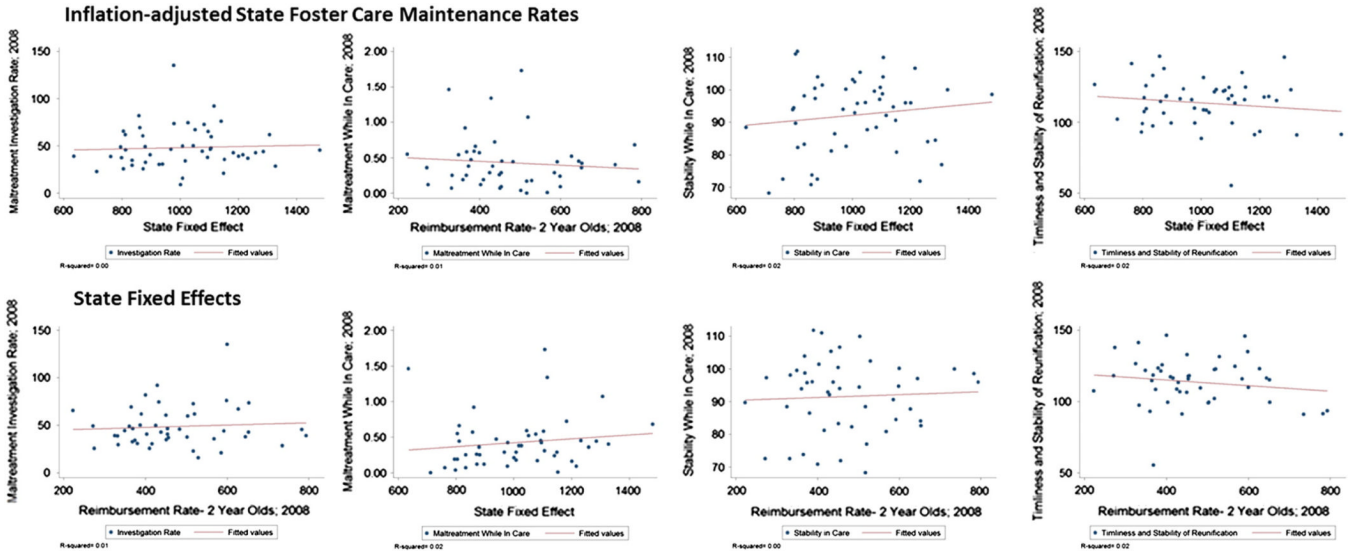 Inflation-adjusted State Foster Care Maintenance Rates
Maltreatment Investigation Rate; 2008
150
100
50
0
600 800 1000 1200 1400
State Fixed Effect
Investigation Rate Fitted values
R-squared= 0.00
Maltreatment While In Care; 2008
2.00
1.50
1.00
0.50
0.00
200 400 600 800
Reimbursement Rate- 2 Year Olds; 2008
Maltreatment While In Care Fitted values
R-squared= 0.01
Stability While In Care; 2008
110
100
90
80
70
600 800 1000 1200 1400
State Fixed Effect
Stability in Care Fitted values
R-squared= 0.02
Timliness and Stability of Reunification; 2008
150
100
50
600 800 1000 1200 1400
State Fixed Effect
Timliness and Stability of Reunification Fitted values
R-squared= 0.02
State Fixed Effects
Maltreatment Investigation Rate; 2008
150
100
50
0
200 400 600 800
Reimbursement Rate- 2 Year Olds; 2008
Investigation Rate Fitted values
R-squared= 0.01
Maltreatment While In Care; 2008
2.00
1.50
1.00
0.50
0.00
600 800 1000 1200 1400
State Fixed Effect
Maltreatment While In Care Fitted values
R-squared= 0.02
Stability While In Care; 2008
110
100
90
80
70
200 400 600 800
Reimbursement Rate- 2 Year Olds; 2008
Stability in Care Fitted values
R-squared= 0.00
Timliness and Stability of Reunification; 2008
150
100
50
200 400 600 800
Reimbursement Rate- 2 Year Olds; 2008
Timliness and Stability of Reunification Fitted values
R-squared= 0.02